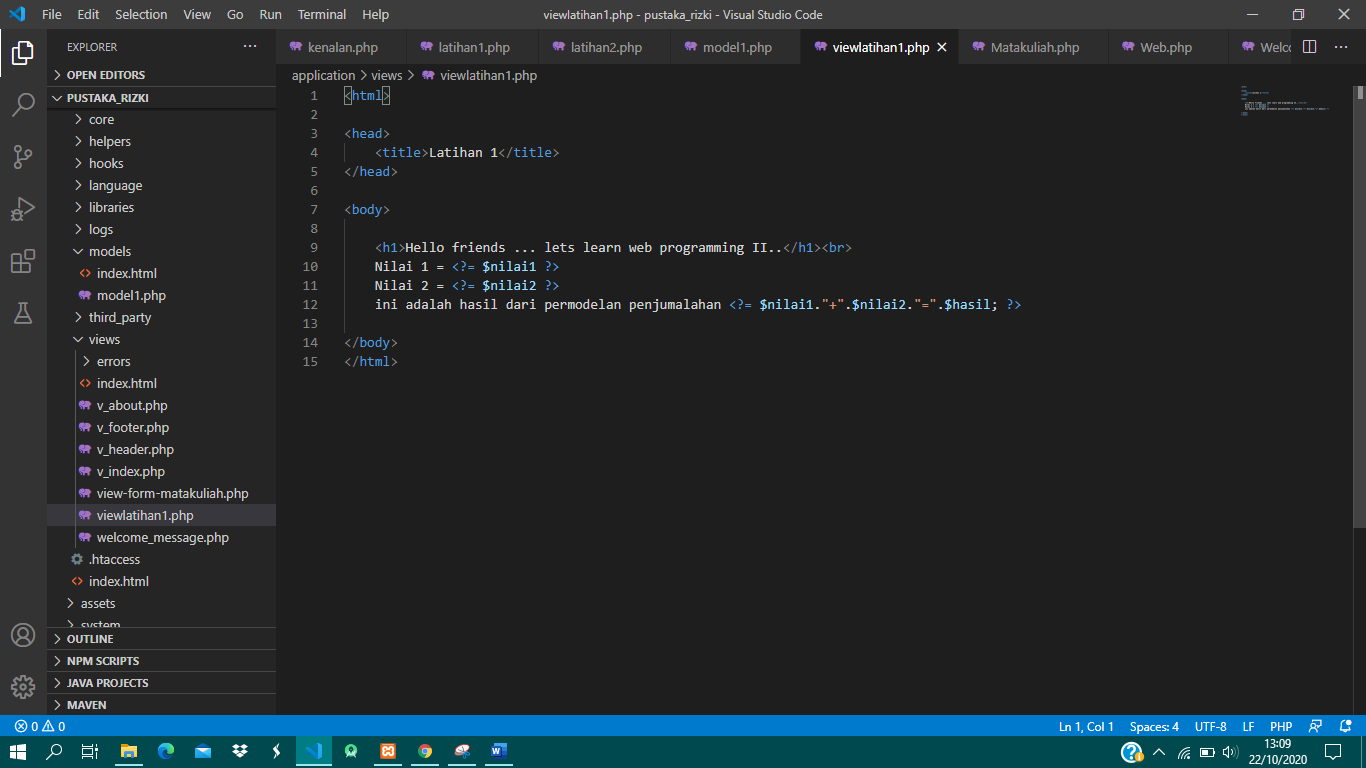 File Edit Selection View Go Run Terminal Help viewlatihan1.php - pustaka_rizki - Visual Studio Code
EXPLORER
kenalan.php latihan1.php latihan2.php model1.php viewlatihan1.php Matakuliah.php Web.php Welc
OPEN EDITORS
PUSTAKA_RIZKI
core
helpers
hooks
language
libraries
logs
models
index.html
model1.php
third_party
views
errors
index.html
v_about.php
v_footer.php
v_header.php
v_index.php
view-form-matakuliah.php
viewlatihan1.php
welcome_message.php
.htaccess
index.html
assets
system
OUTLINE
NPM SCRIPTS
JAVA PROJECTS
MAVEN
application > views > viewlatihan1.php
1 <html>
2
3 <head>
4 <title>Latihan 1</title>
5 </head>
6
7 <body>
8
9 <h1>Hello friends ... lets learn web programming II..</h1><br>
10 Nilai 1 = <?= $nilai1 ?>
11 Nilai 2 = <?= $nilai2 ?>
12 ini adalah hasil dari permodelan penjumalahan <?= $nilai1."+".$nilai2."=".$hasil; ?>
13
14 </body>
15 </html>
0 0 Ln 1, Col 1 Spaces: 4 UTF-8 LF PHP
13:09
22/10/2020